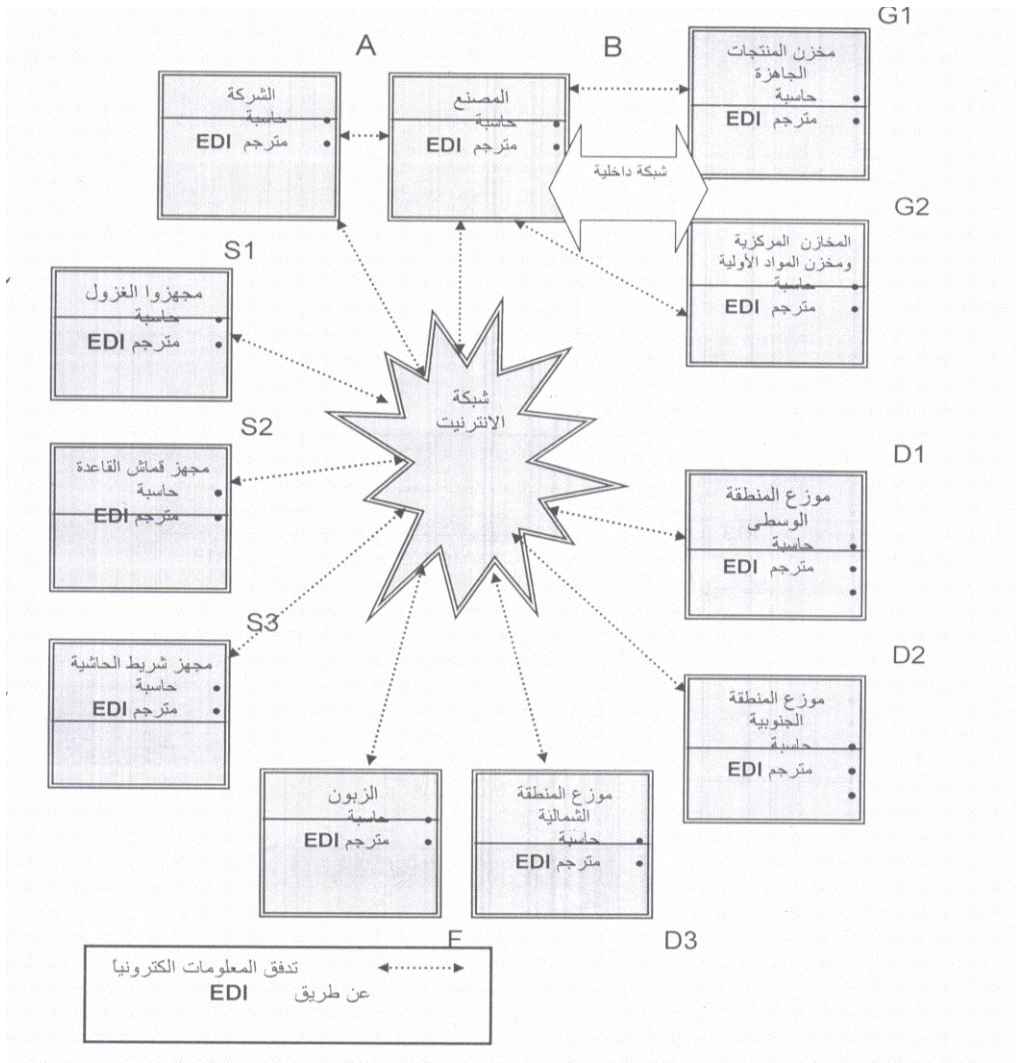 G1
A
B
مخزن المنتجات
الجاهزة
حاسبة
مترجم EDI
الشركة
حاسبة
مترجم EDI
المصنع
حاسبة
مترجم EDI
شبكة داخلية
G2
المخازن المركزية
ومخزن المواد الأولية
حاسبة
مترجم EDI
S1
مجهزوا الغزول
حاسبة
مترجم EDI
شبكة
الانترنيت
S2
مجهز قماش القاعدة
حاسبة
مترجم EDI
D1
موزع المنطقة
الوسطى
حاسبة
مترجم EDI
S3
مجهز شريط الحاشية
حاسبة
مترجم EDI
D2
موزع المنطقة
الجنوبية
حاسبة
مترجم EDI
الزبون
حاسبة
مترجم EDI
موزع المنطقة
الشمالية
حاسبة
مترجم EDI
D3
تدفق المعلومات الكترونياً
عن طريق EDI